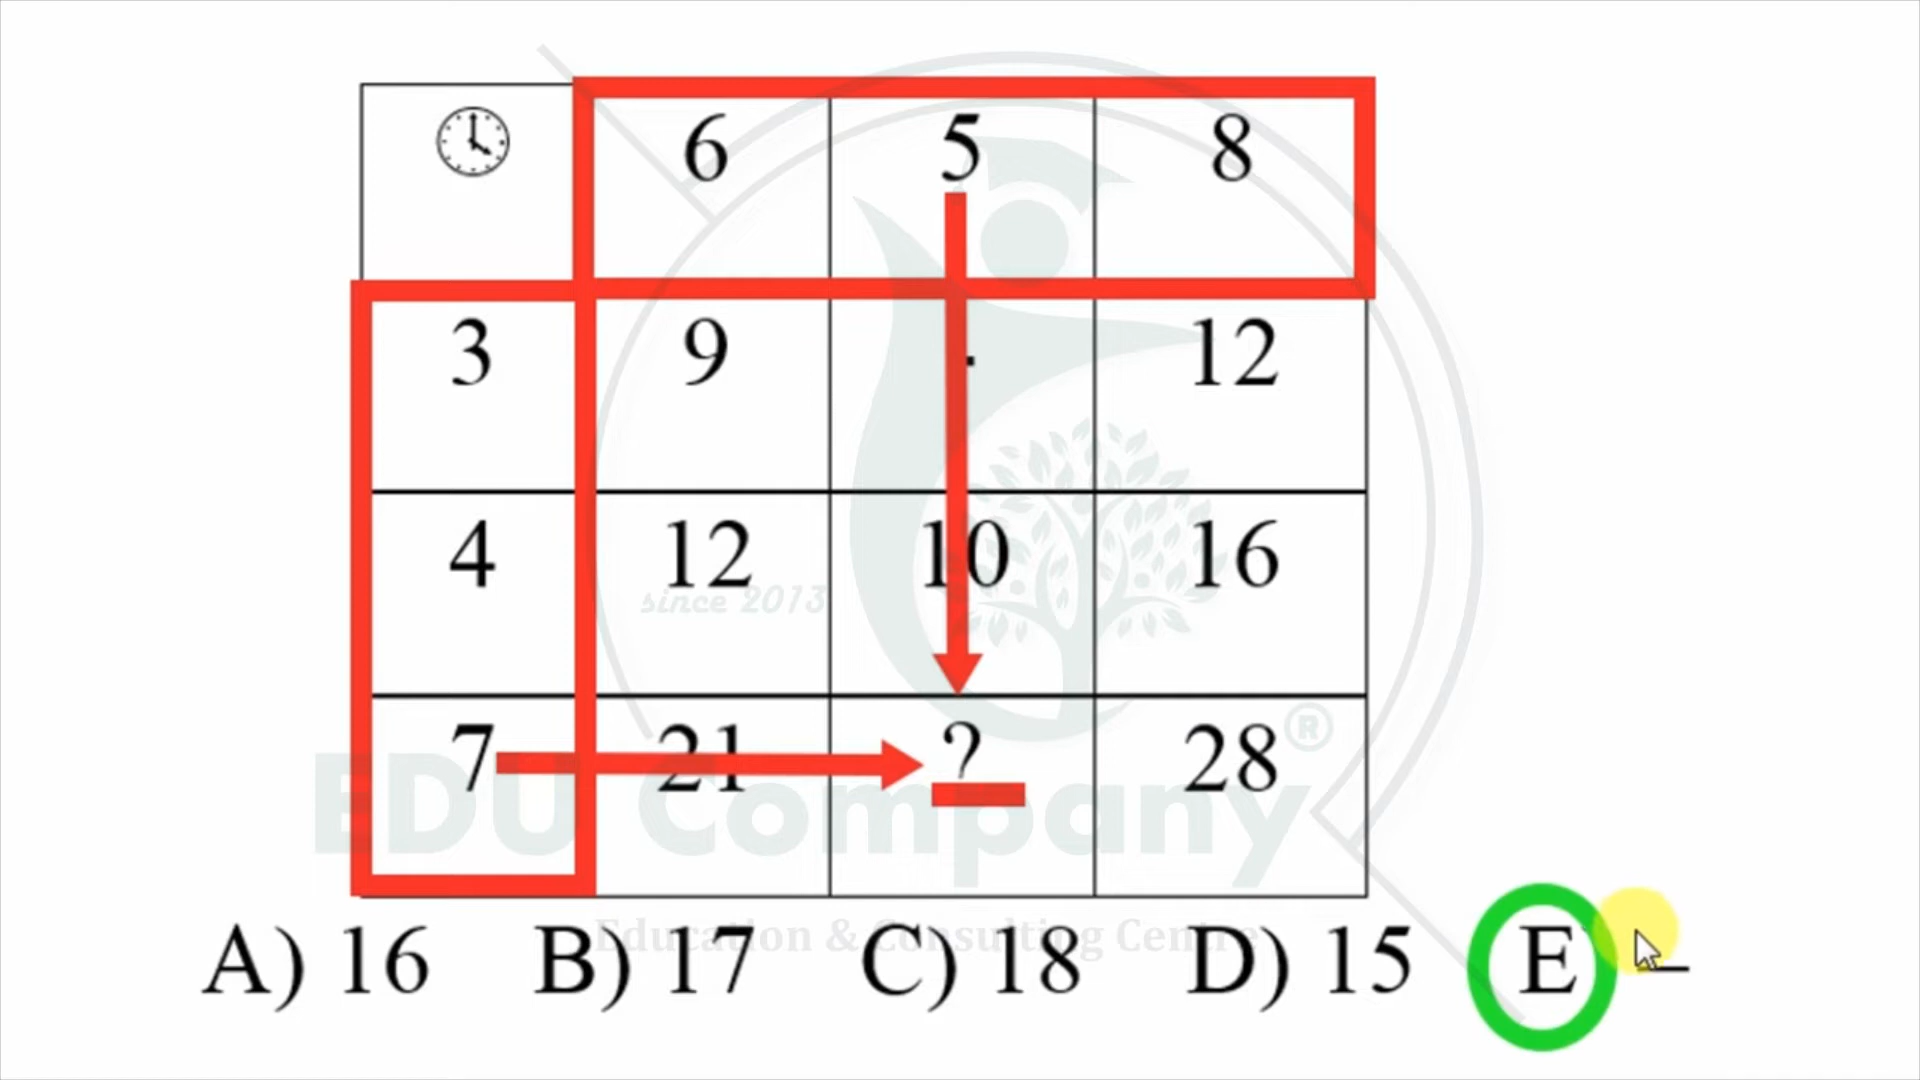 6 5 8
3 9 · 12
4 12 10 16
since 2013
7 21 ? 28
®
EDU Company
Education & Consulting Centre
A) 16 B) 17 C) 18 D) 15 E –